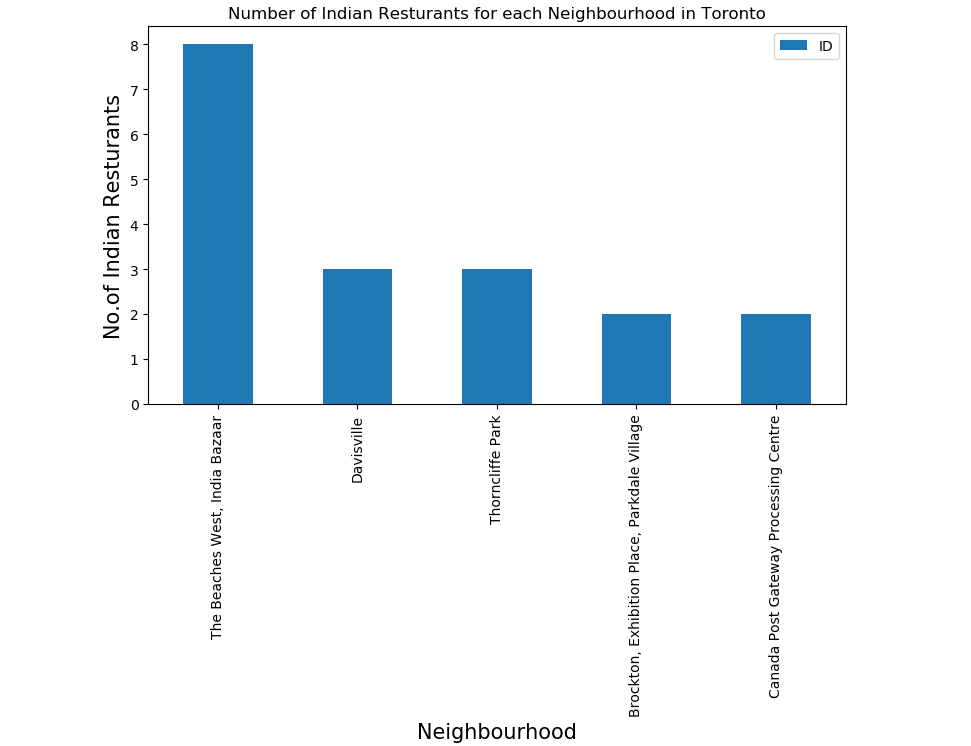 Number of Indian Resturants for each Neighbourhood in Toronto
ID
No.of Indian Resturants
8
7
6
5
4
3
2
1
0
The Beaches West, India Bazaar
Davisville
Thorncliffe Park
Brockton, Exhibition Place, Parkdale Village
Canada Post Gateway Processing Centre
Neighbourhood